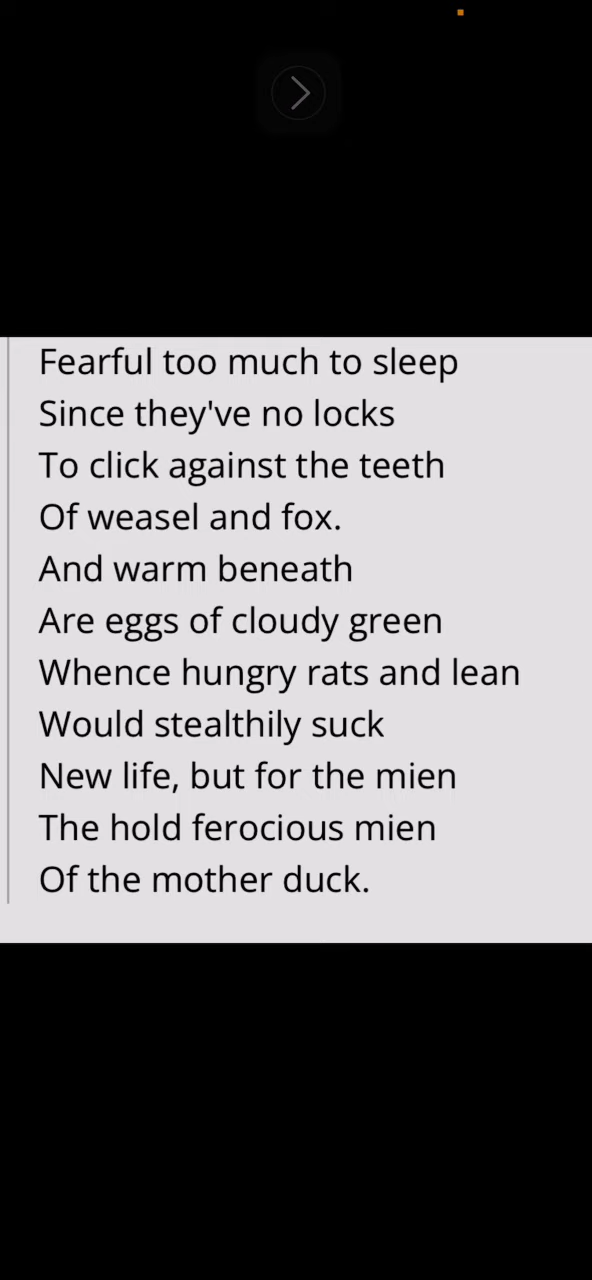 Fearful too much to sleep
Since they've no locks
To click against the teeth
Of weasel and fox.
And warm beneath
Are eggs of cloudy green
Whence hungry rats and lean
Would stealthily suck
New life, but for the mien
The hold ferocious mien
Of the mother duck.